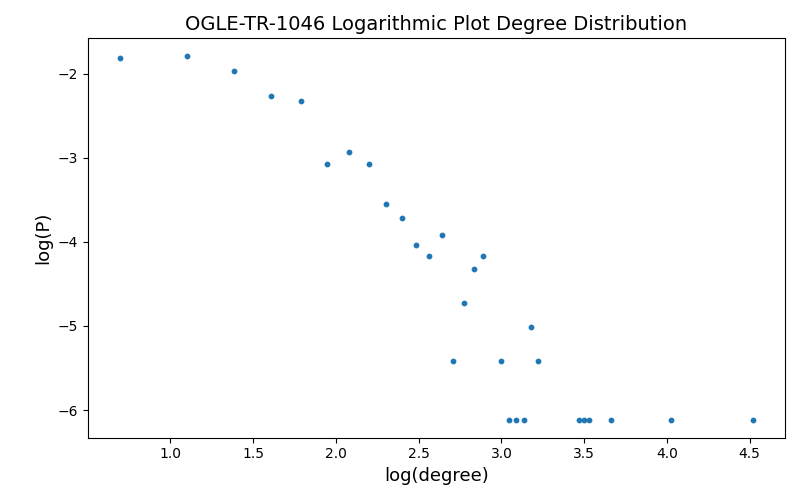 OGLE-TR-1046 Logarithmic Plot Degree Distribution
log(P)
−2
−3
−4
−5
−6
1.0 1.5 2.0 2.5 3.0 3.5 4.0 4.5
log(degree)